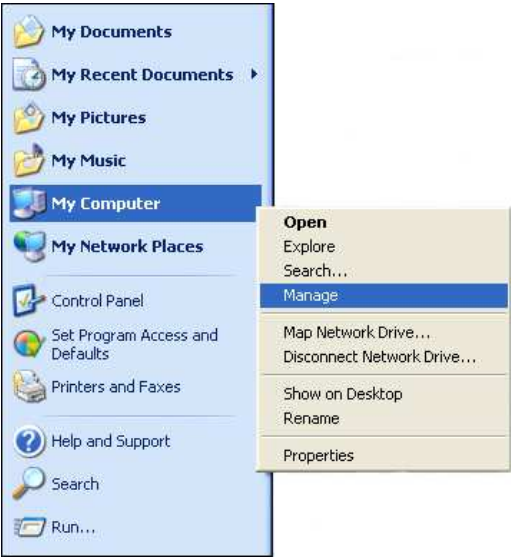 My Documents
My Recent Documents
My Pictures
My Music
My Computer
My Network Places
Control Panel
Set Program Access and
Defaults
Printers and Faxes
Help and Support
Search
Run...
Open
Explore
Search...
Manage
Map Network Drive...
Disconnect Network Drive...
Show on Desktop
Rename
Properties